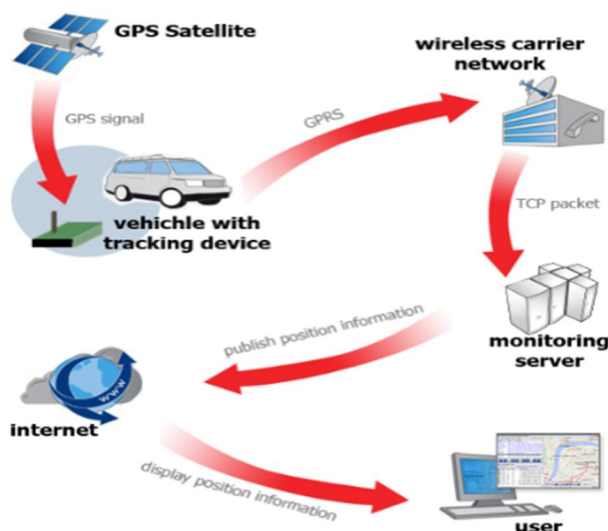 GPS Satellite
wireless carrier
network
GPS signal
GPRS
vehichle with
tracking device
TCP packet
publish position information
monitoring
server
www
internet
display position information
user